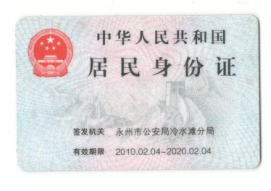 中华人民共和国
居民身份证
签发机关 永州市公安局冷水滩分局
有效期限 2010.02.04-2020.02.04